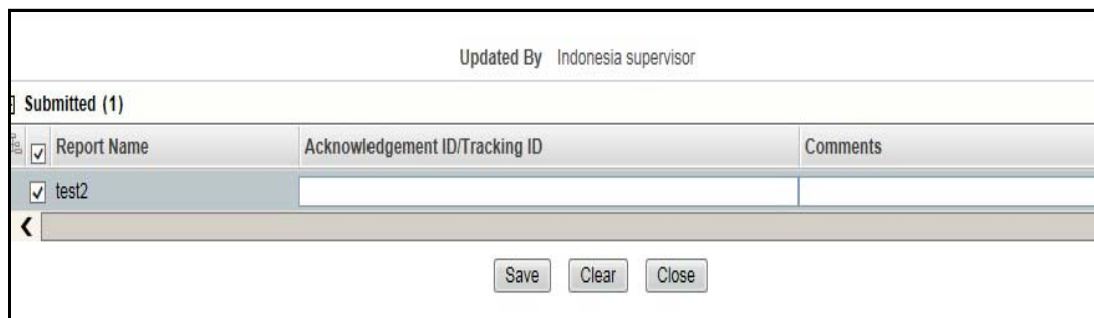 Updated By Indonesia supervisor
Submitted (1)
Report Name Acknowledgement ID/Tracking ID Comments
test2
Save Clear Close